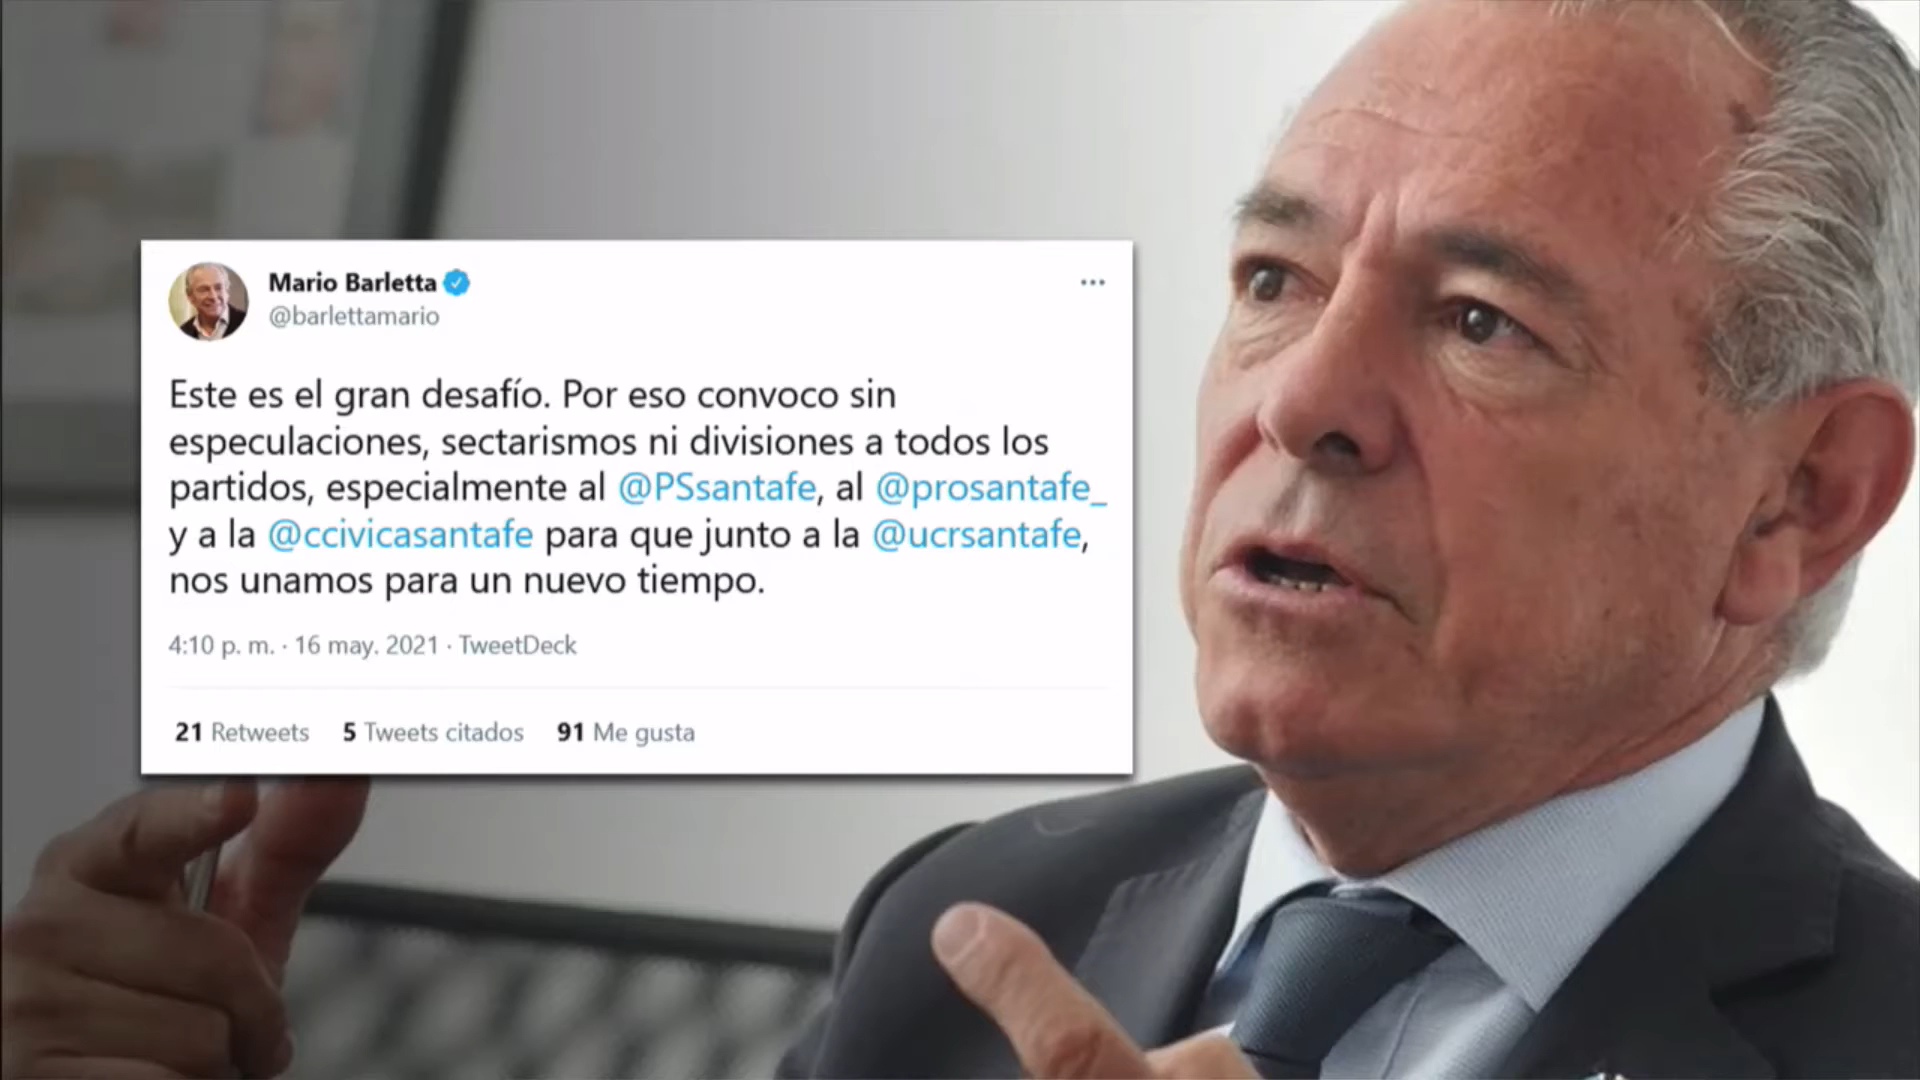 Mario Barletta
@barlettamario
Este es el gran desafío. Por eso convoco sin
especulaciones, sectarismos ni divisiones a todos los
partidos, especialmente al @PSsantafe, al @prosantafe_
y a la @ccivicasantafe para que junto a la @ucrsantafe,
nos unamos para un nuevo tiempo.
4:10 p. m. · 16 may. 2021 · TweetDeck
21 Retweets 5 Tweets citados 91 Me gusta